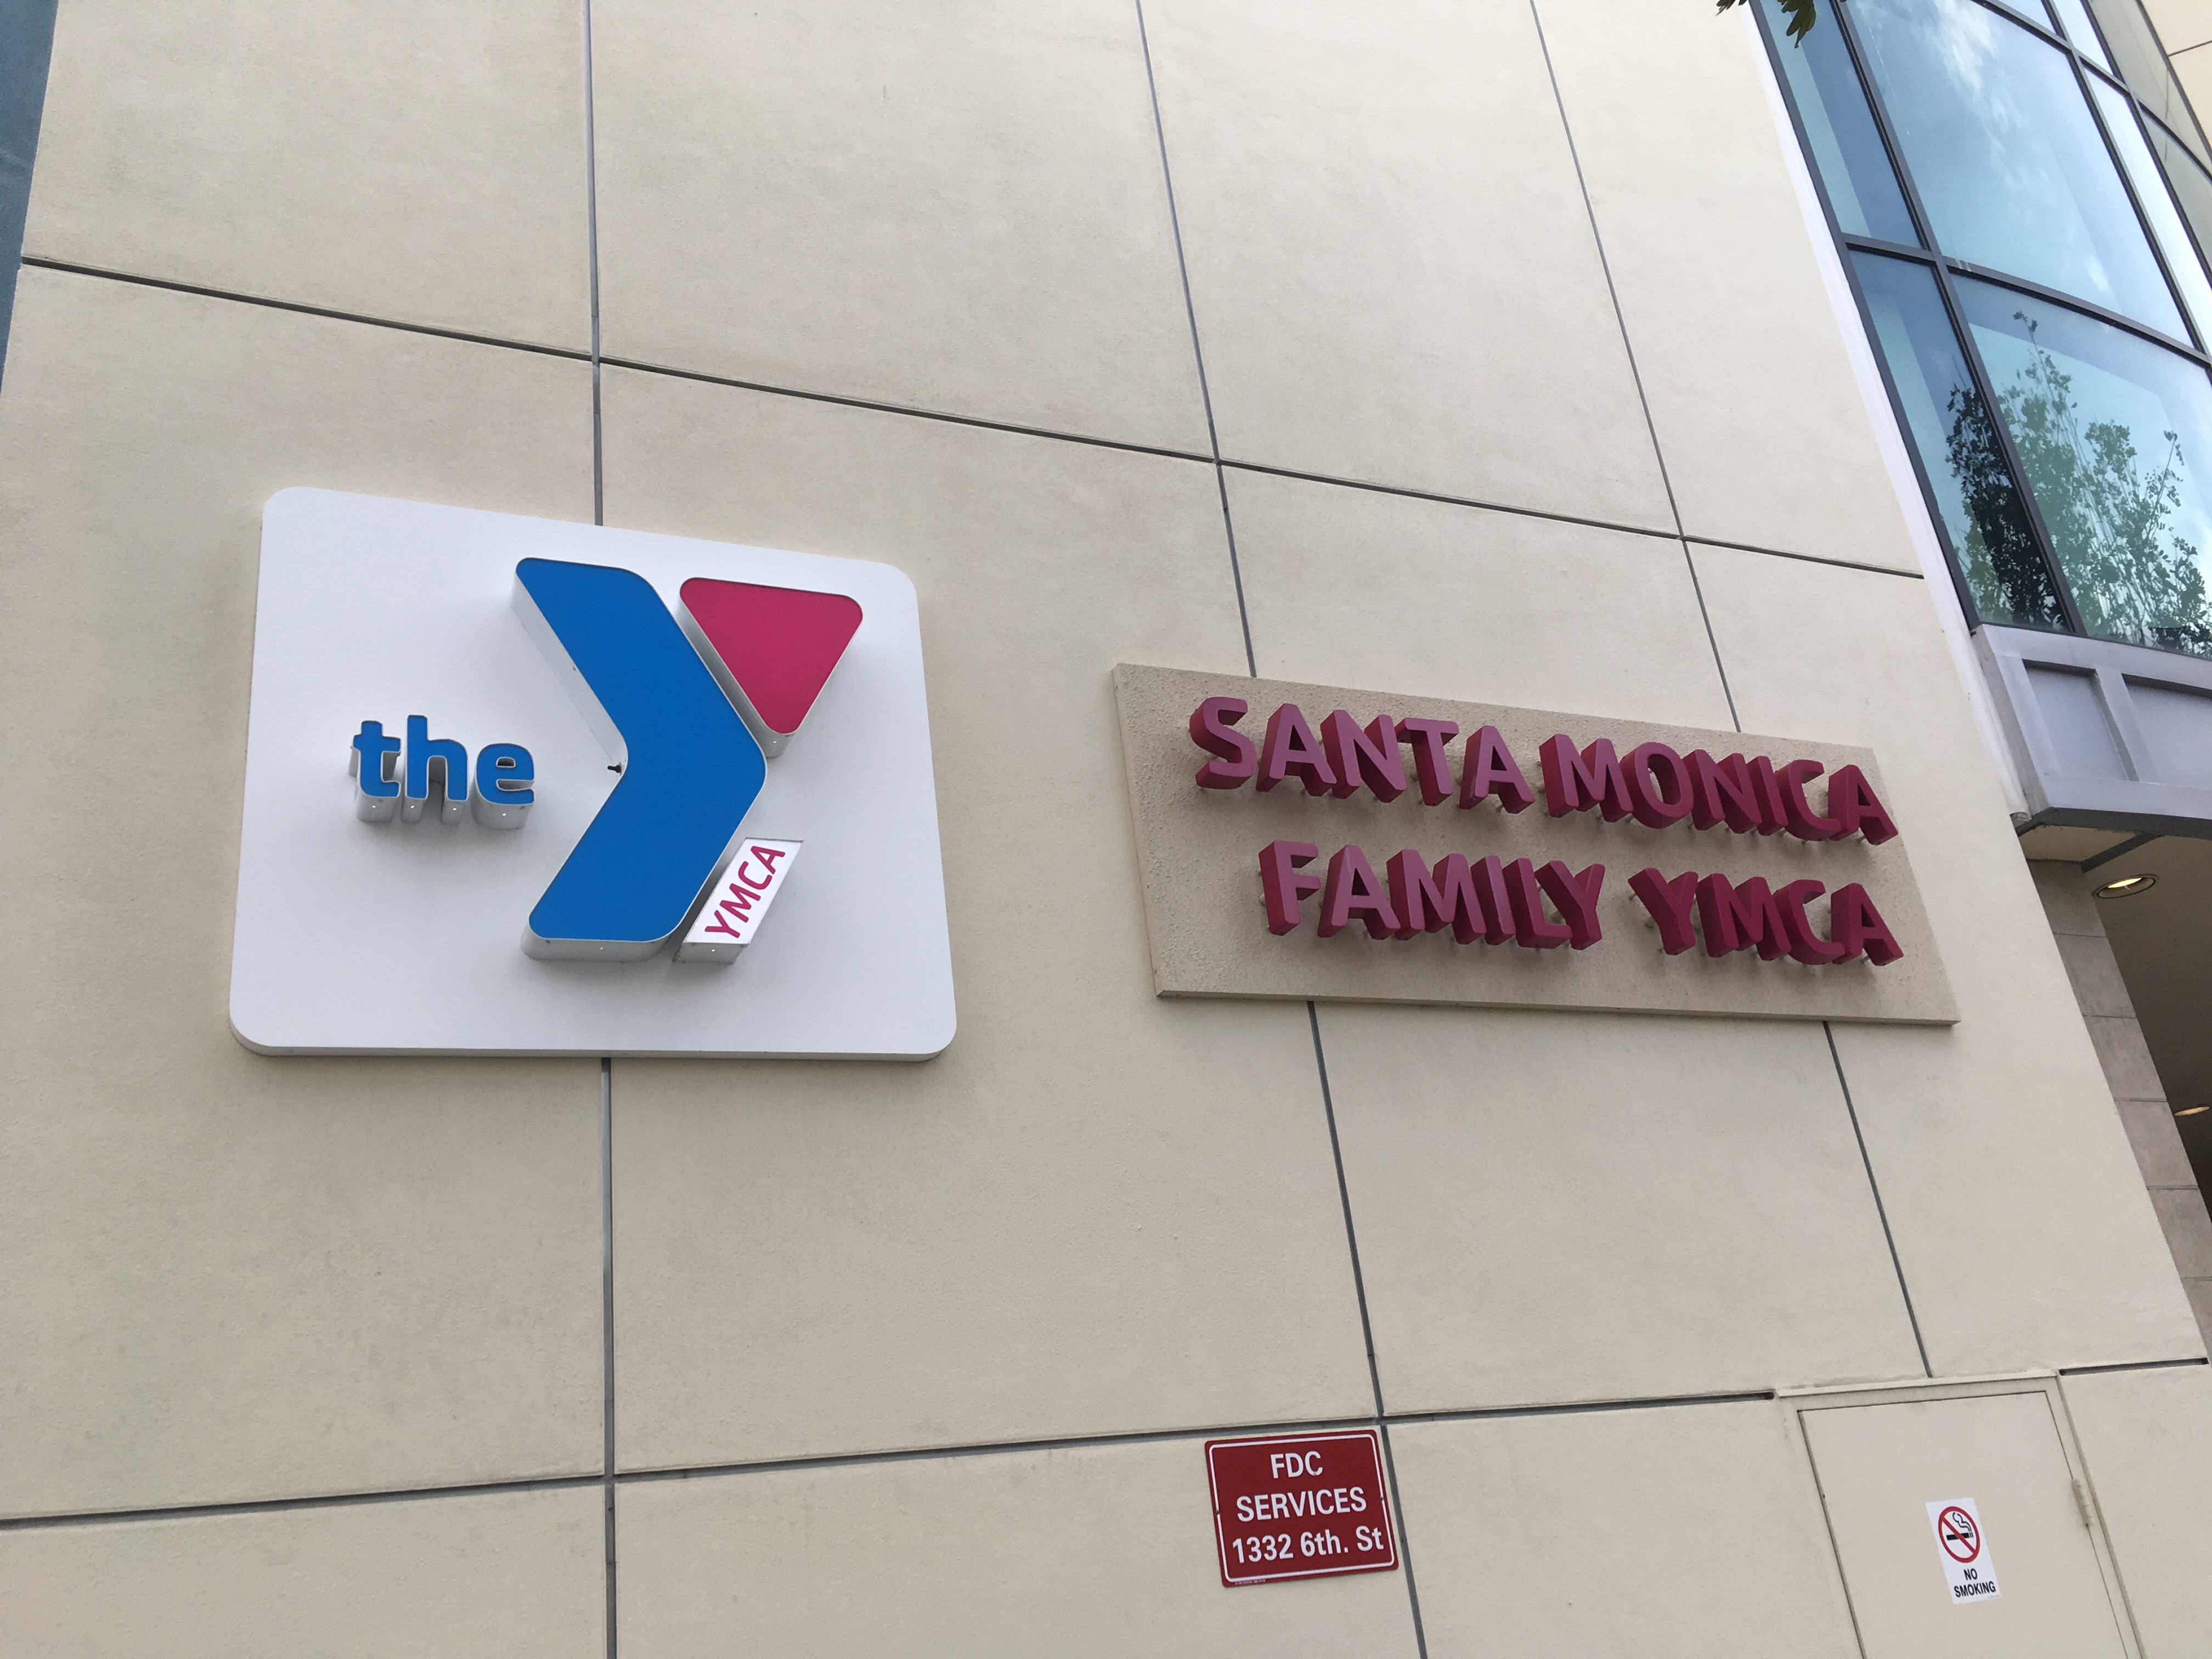 the
YMCA
SANTA MONICA
FAMILY YMCA
FDC
SERVICES
1332 6th. St
NO
SMOKING